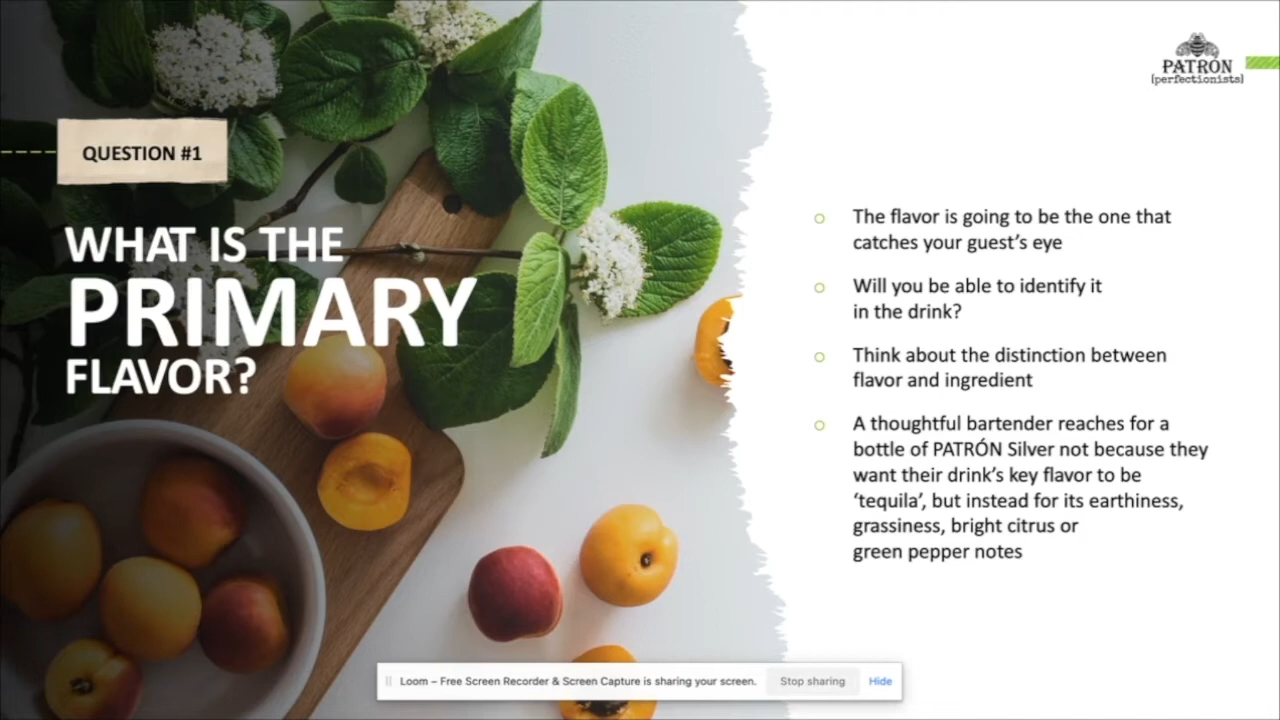 PATRÓN
[perfectionists]
QUESTION #1
WHAT IS THE
PRIMARY
FLAVOR?
The flavor is going to be the one that
catches your guest’s eye
Will you be able to identify it
in the drink?
Think about the distinction between
flavor and ingredient
A thoughtful bartender reaches for a
bottle of PATRÓN Silver not because they
want their drink’s key flavor to be
‘tequila’, but instead for its earthiness,
grassiness, bright citrus or
green pepper notes
Loom – Free Screen Recorder & Screen Capture is sharing your screen. Stop sharing Hide